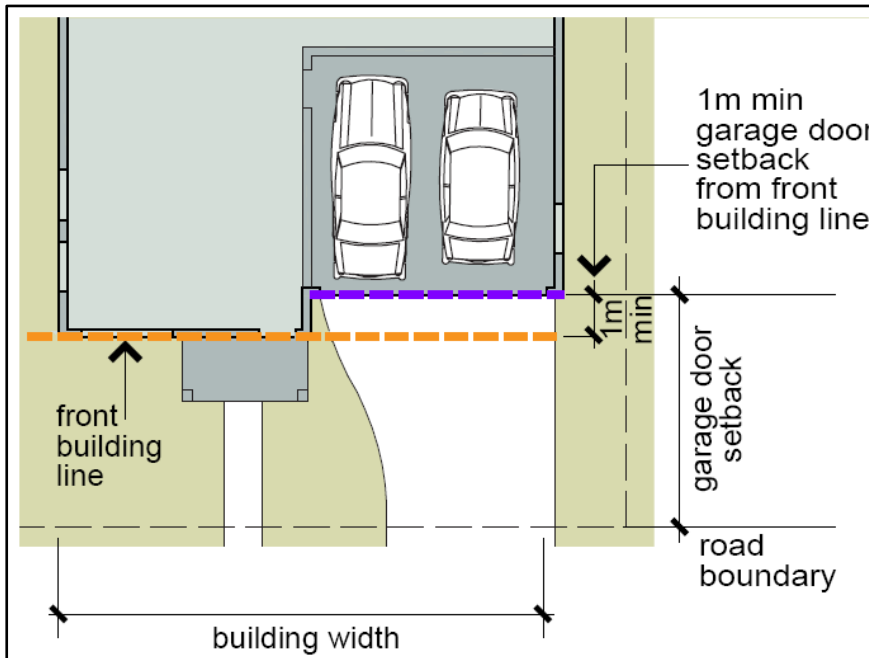 1m min
garage door
setback
from front
building line
1m
min
garage door
setback
front
building
line
road
boundary
building width